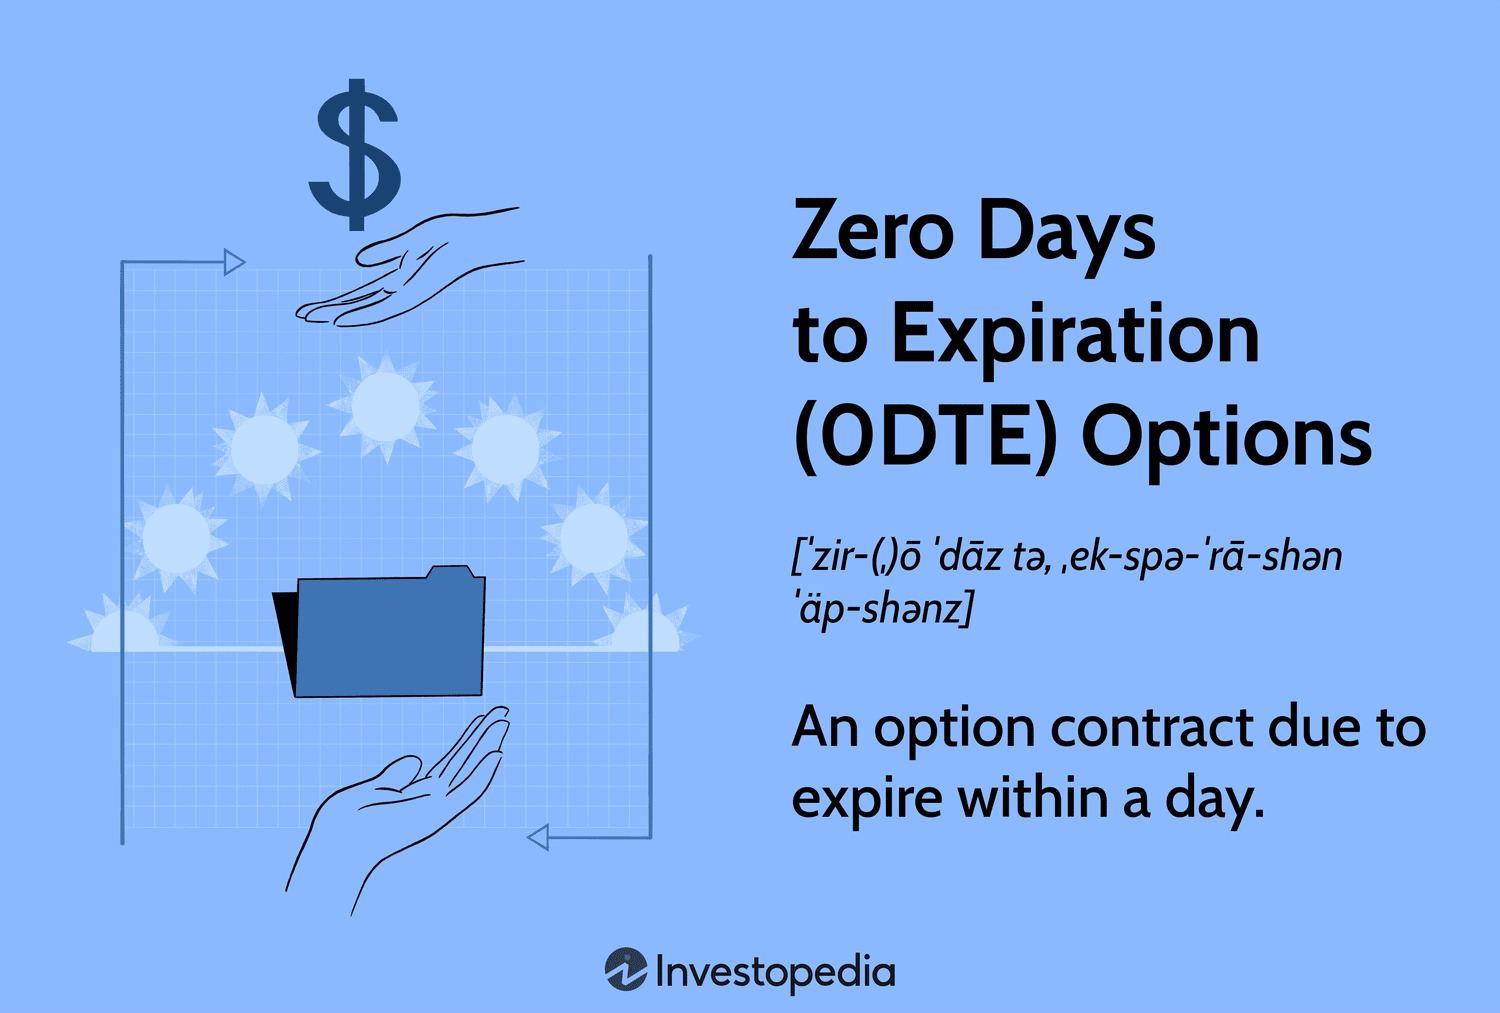 $
Zero Days
to Expiration
(0DTE) Options
[ˈzir-(ˌ)ō ˈdāz tə, ˌek-spə-ˈrā-shən
ˈäp-shənz]
An option contract due to
expire within a day.
Investopedia